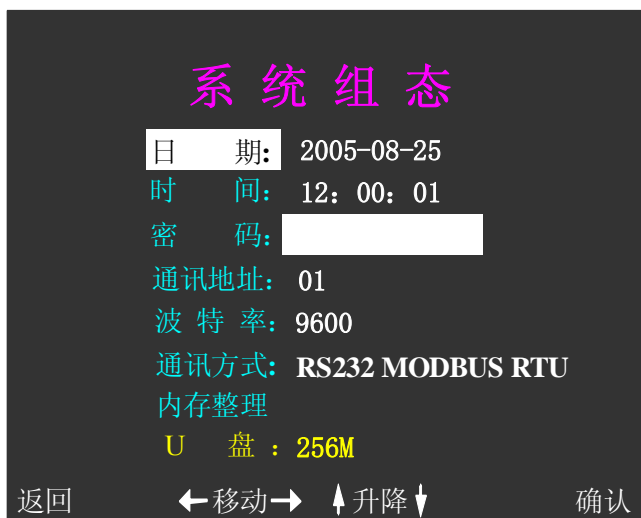 系统组态
日 期: 2005-08-25
时 间: 12: 00: 01
密 码:
通讯地址: 01
波 特 率: 9600
通讯方式: RS232 MODBUS RTU
内存整理
U 盘 : 256M
返回 ←移动→ ↑升降↓ 确认